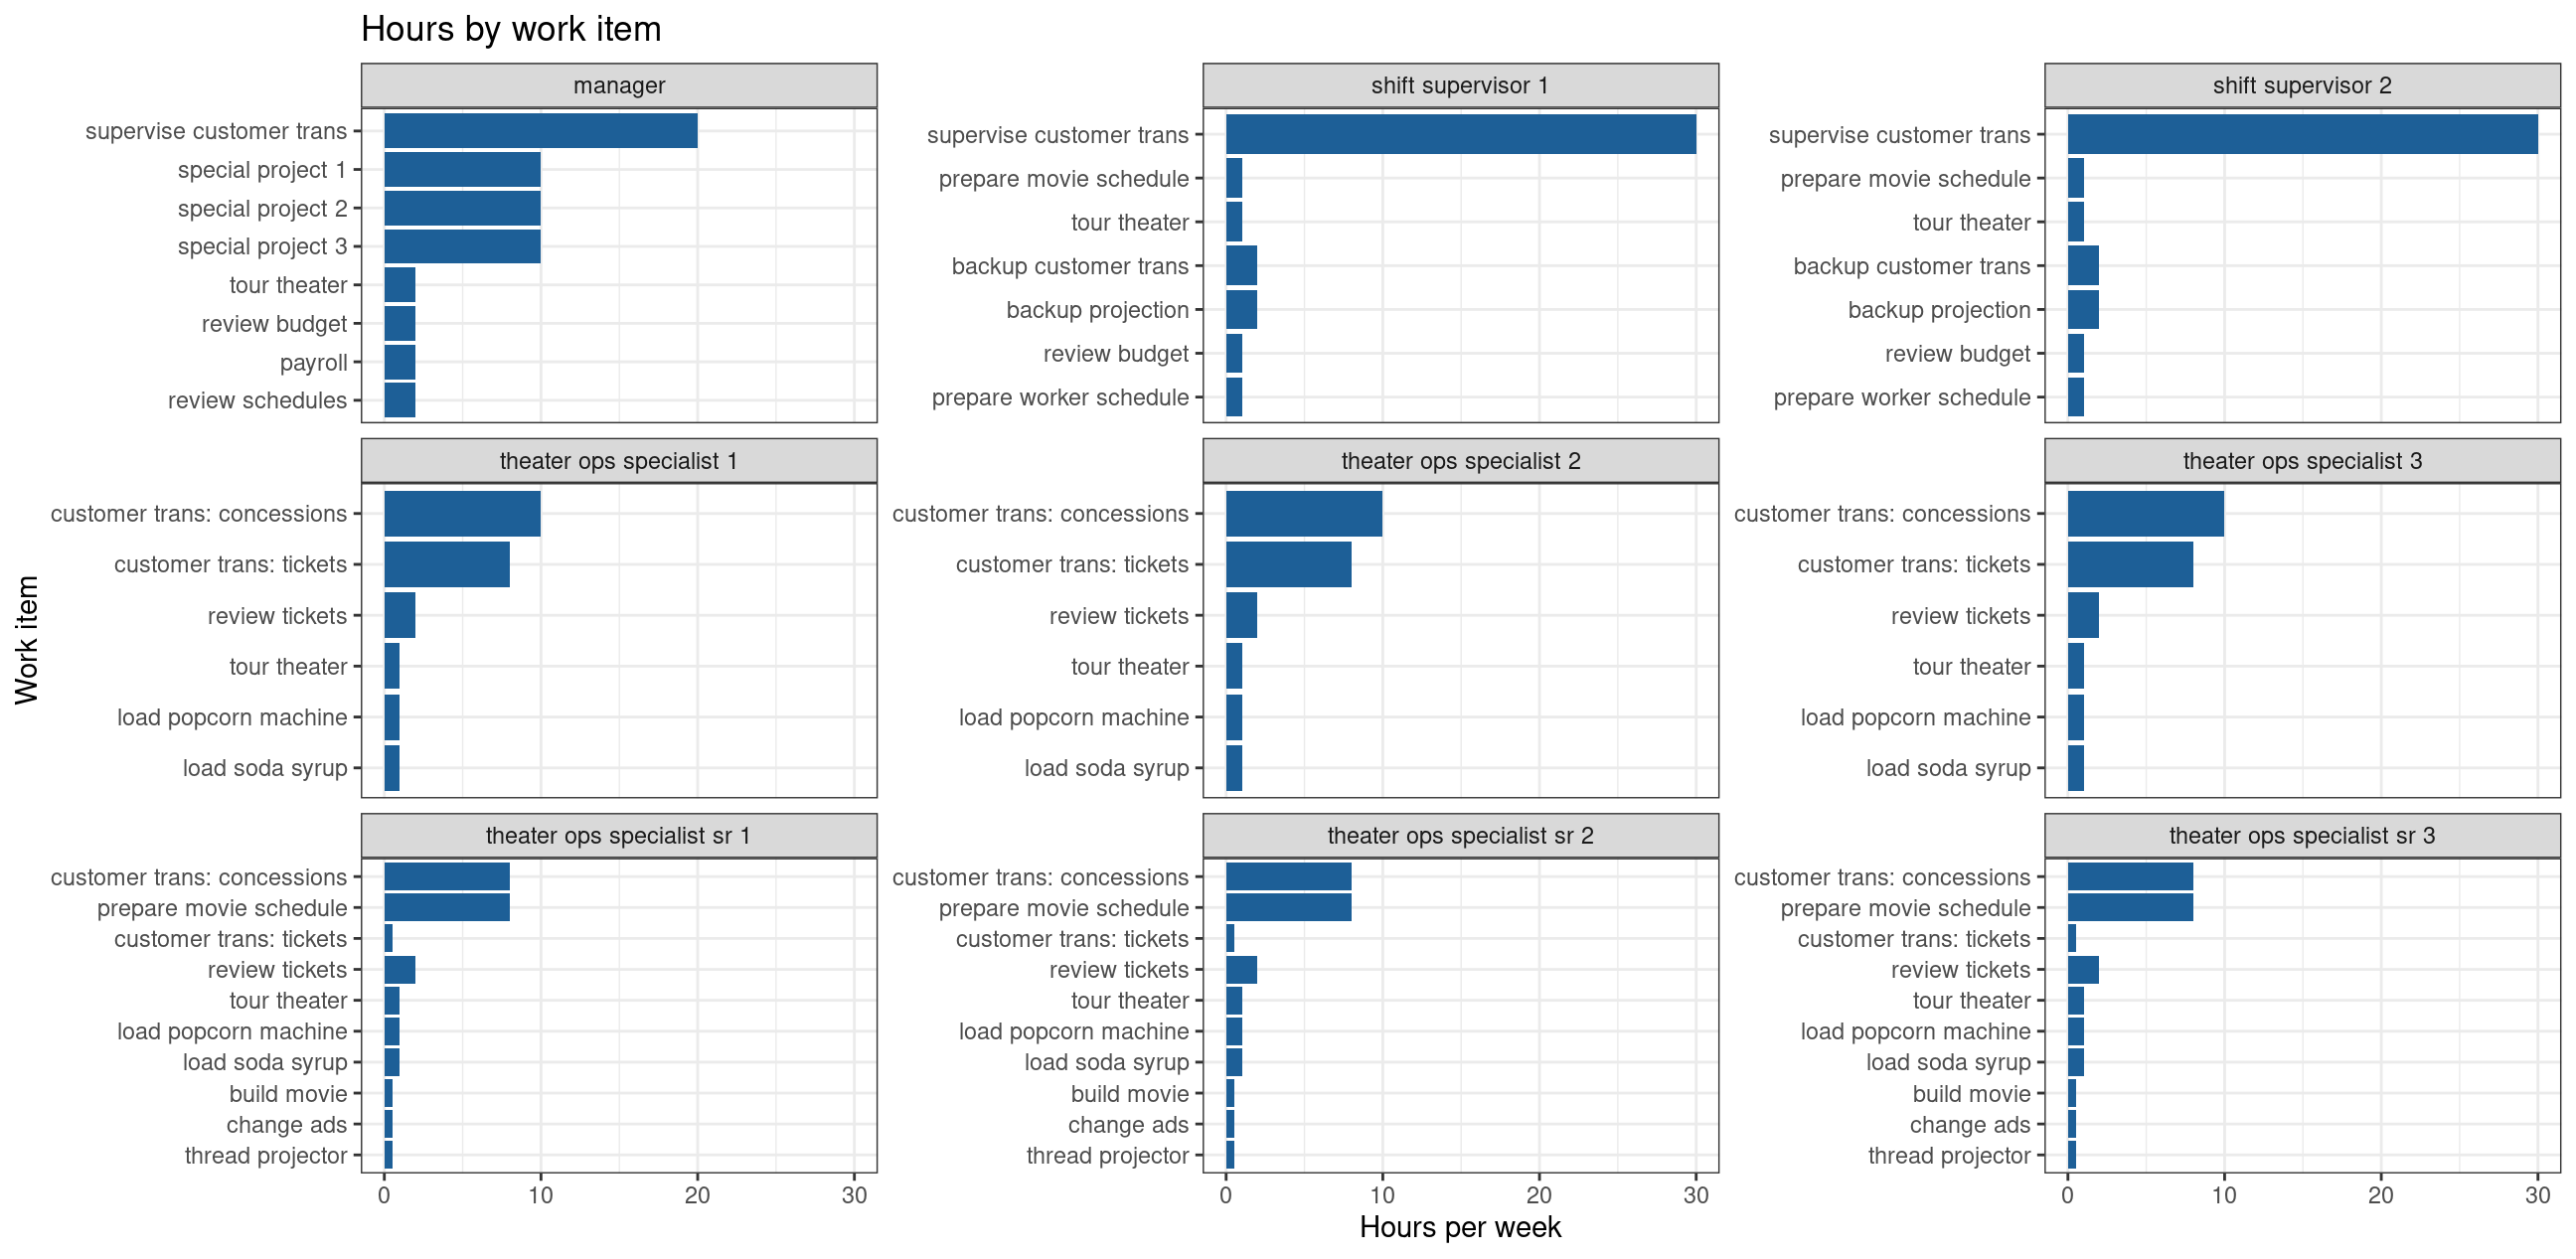 Hours by work item
manager
supervise customer trans
special project 1
special project 2
special project 3
tour theater
review budget
payroll
review schedules
shift supervisor 1
supervise customer trans
prepare movie schedule
tour theater
backup customer trans
backup projection
review budget
prepare worker schedule
shift supervisor 2
supervise customer trans
prepare movie schedule
tour theater
backup customer trans
backup projection
review budget
prepare worker schedule
theater ops specialist 1
customer trans: concessions
customer trans: tickets
review tickets
tour theater
load popcorn machine
load soda syrup
theater ops specialist 2
customer trans: concessions
customer trans: tickets
review tickets
tour theater
load popcorn machine
load soda syrup
theater ops specialist 3
customer trans: concessions
customer trans: tickets
review tickets
tour theater
load popcorn machine
load soda syrup
theater ops specialist sr 1
customer trans: concessions
prepare movie schedule
customer trans: tickets
review tickets
tour theater
load popcorn machine
load soda syrup
build movie
change ads
thread projector
0 10 20 30
theater ops specialist sr 2
customer trans: concessions
prepare movie schedule
customer trans: tickets
review tickets
tour theater
load popcorn machine
load soda syrup
build movie
change ads
thread projector
0 10 20 30
theater ops specialist sr 3
customer trans: concessions
prepare movie schedule
customer trans: tickets
review tickets
tour theater
load popcorn machine
load soda syrup
build movie
change ads
thread projector
0 10 20 30
Hours per week
Work item